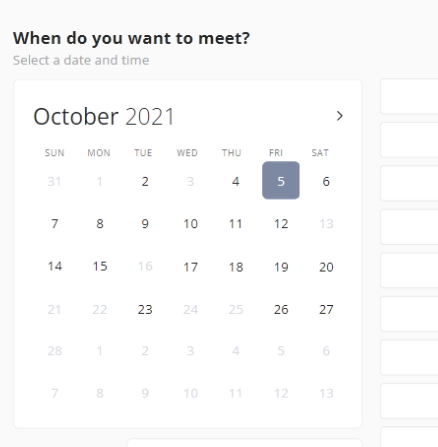 When do you want to meet?
Select a date and time
October 2021
SUN MON TUE WED THU FRI SAT
31 1 2 3 4 5 6
7 8 9 10 11 12 13
14 15 16 17 18 19 20
21 22 23 24 25 26 27
28 1 2 3 4 5 6
7 8 9 10 11 12 13